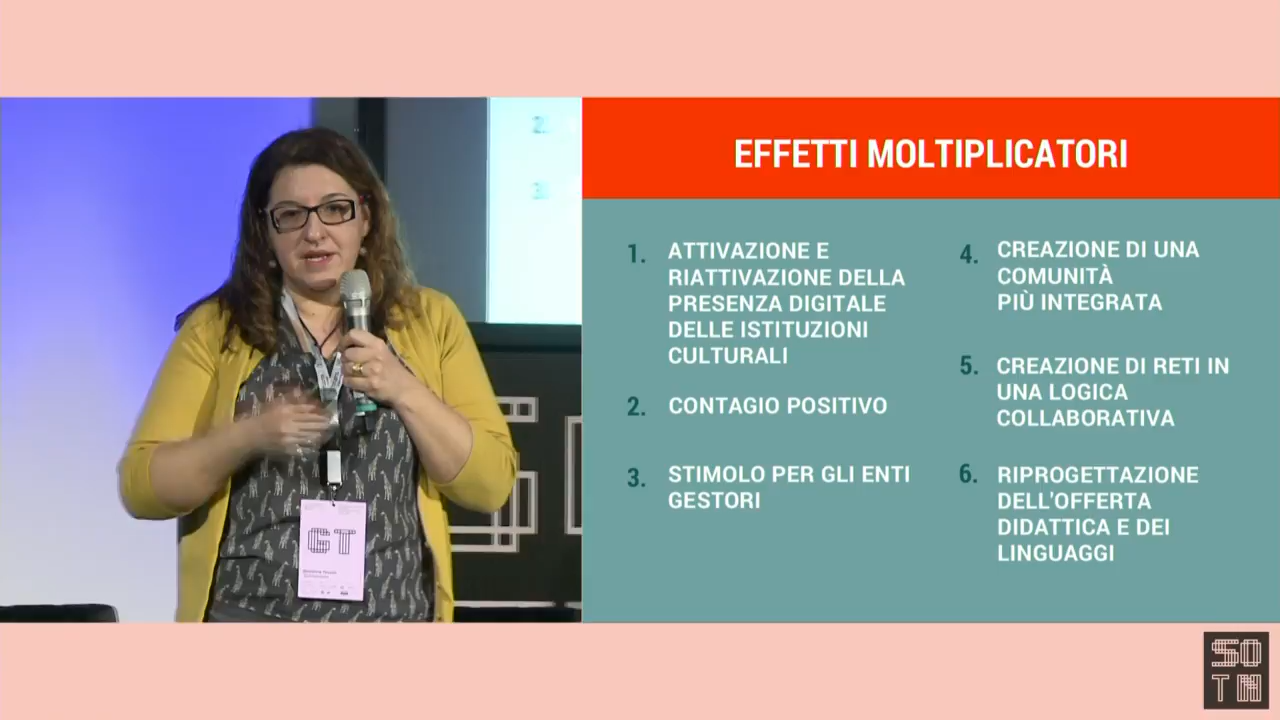 EFFETTI MOLTIPLICATORI
1. ATTIVAZIONE E
RIATTIVAZIONE DELLA
PRESENZA DIGITALE
DELLE ISTITUZIONI
CULTURALI
2. CONTAGIO POSITIVO
3. STIMOLO PER GLI ENTI
GESTORI
4. CREAZIONE DI UNA
COMUNITÀ
PIÙ INTEGRATA
5. CREAZIONE DI RETI IN
UNA LOGICA
COLLABORATIVA
6. RIPROGETTAZIONE
DELL'OFFERTA
DIDATTICA E DEI
LINGUAGGI
2.
3.
GT
SO
TM